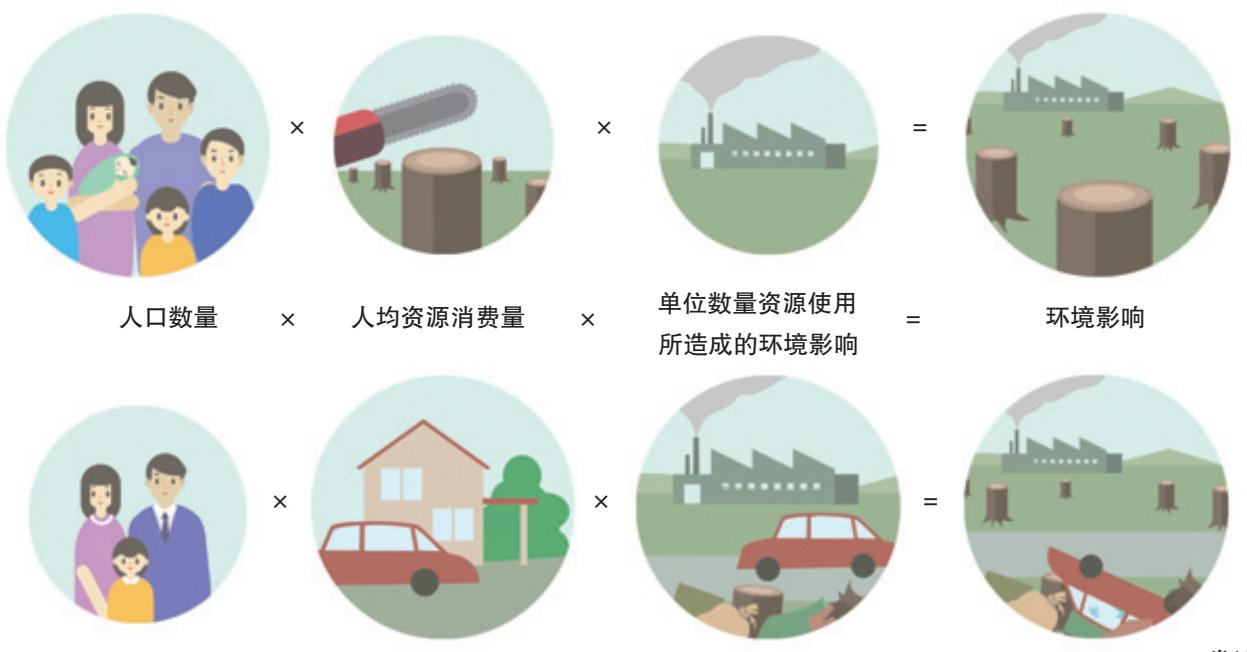 × × =
人口数量 × 人均资源消费量 × 单位数量资源使用 = 环境影响
所造成的环境影响
× × =